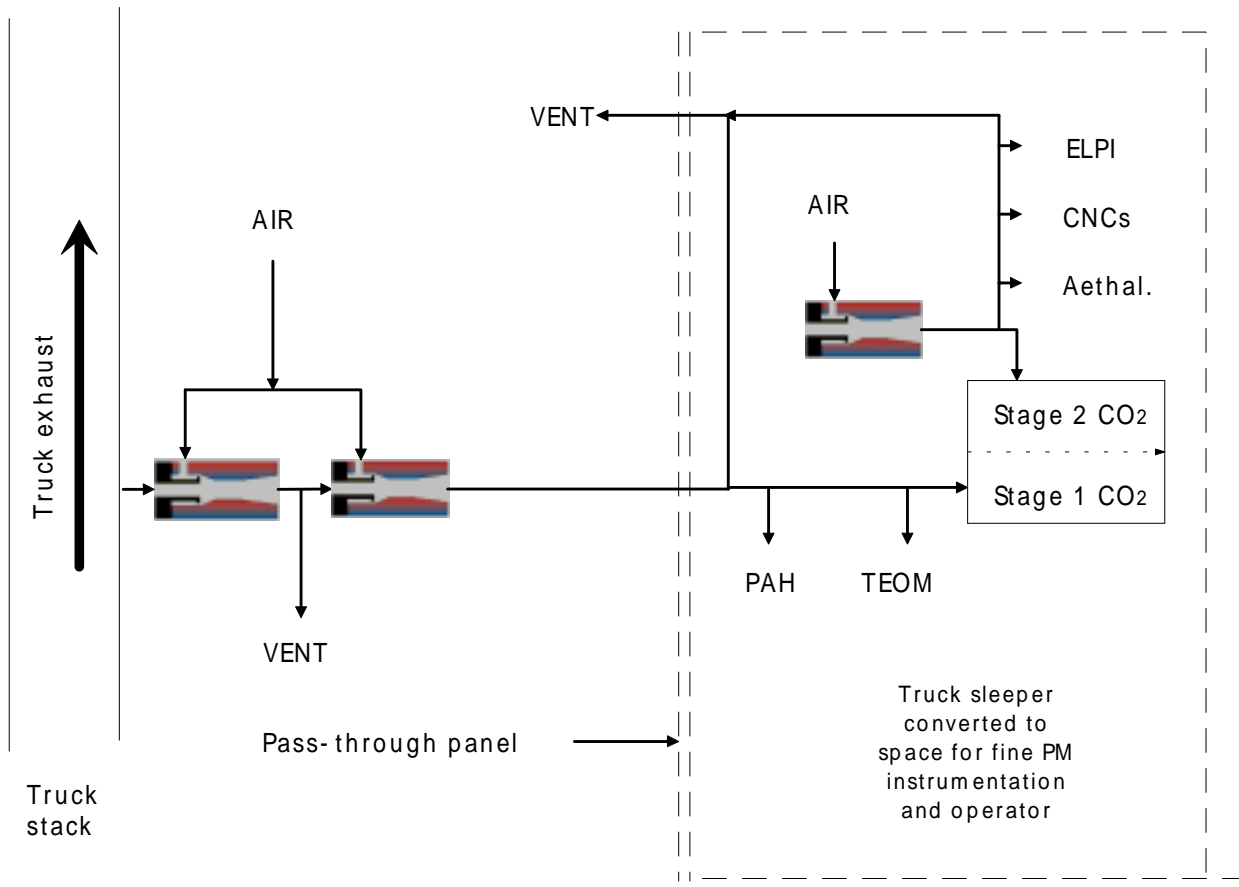 VENT
ELPI
AIR
AIR
CNCs
Aethal.
Truck exhaust
Stage 2 CO2
Stage 1 CO2
PAH
TEOM
VENT
Pass-through panel
Truck sleeper
converted to
space for fine PM
instrumentation
and operator
Truck
stack